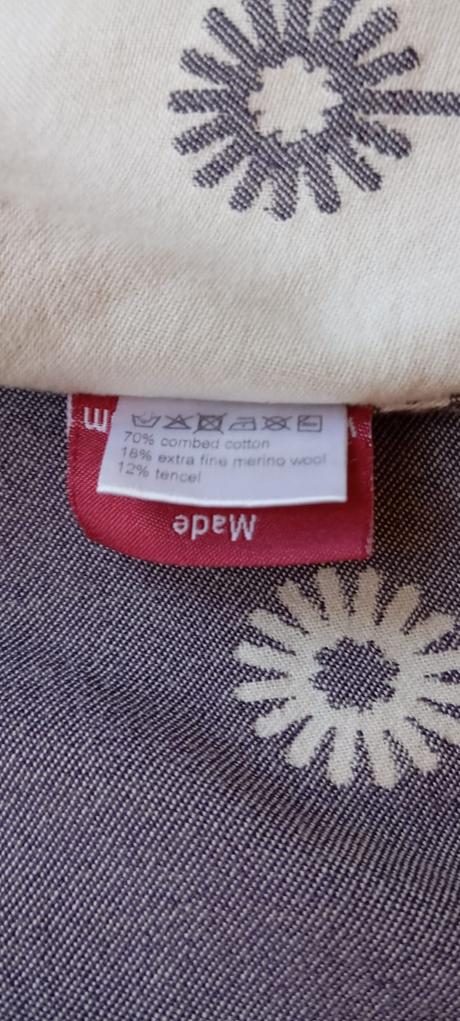 70% combed cotton
18% extra fine merino wool
12% tencel
Made